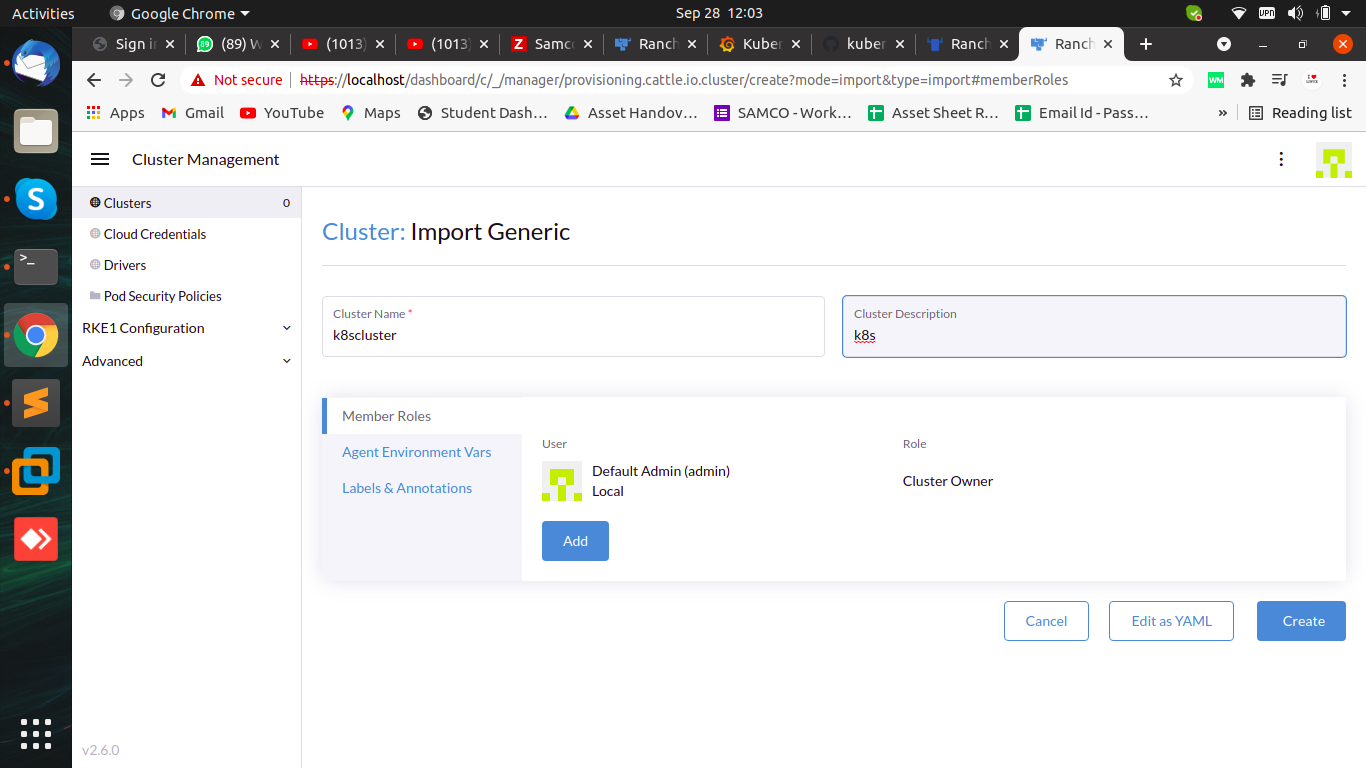 Activities Google Chrome Sep 28 12:03
Sign i (89) W (1013) (1013) Samc Ranch Kuber kuber Ranch Ranch
Not secure https://localhost/dashboard/c/_/manager/provisioning.cattle.io.cluster/create?mode=import&type=import#memberRoles
Apps Gmail YouTube Maps Student Dash… Asset Handov… SAMCO - Work… Asset Sheet R… Email Id - Pass… » Reading list
Cluster Management
Clusters 0
Cloud Credentials
Drivers
Pod Security Policies
RKE1 Configuration
Advanced
v2.6.0
Cluster: Import Generic
Cluster Name *
k8scluster
Cluster Description
k8s
Member Roles
Agent Environment Vars
Labels & Annotations
User Role
Default Admin (admin)
Local
Cluster Owner
Add
Cancel Edit as YAML Create